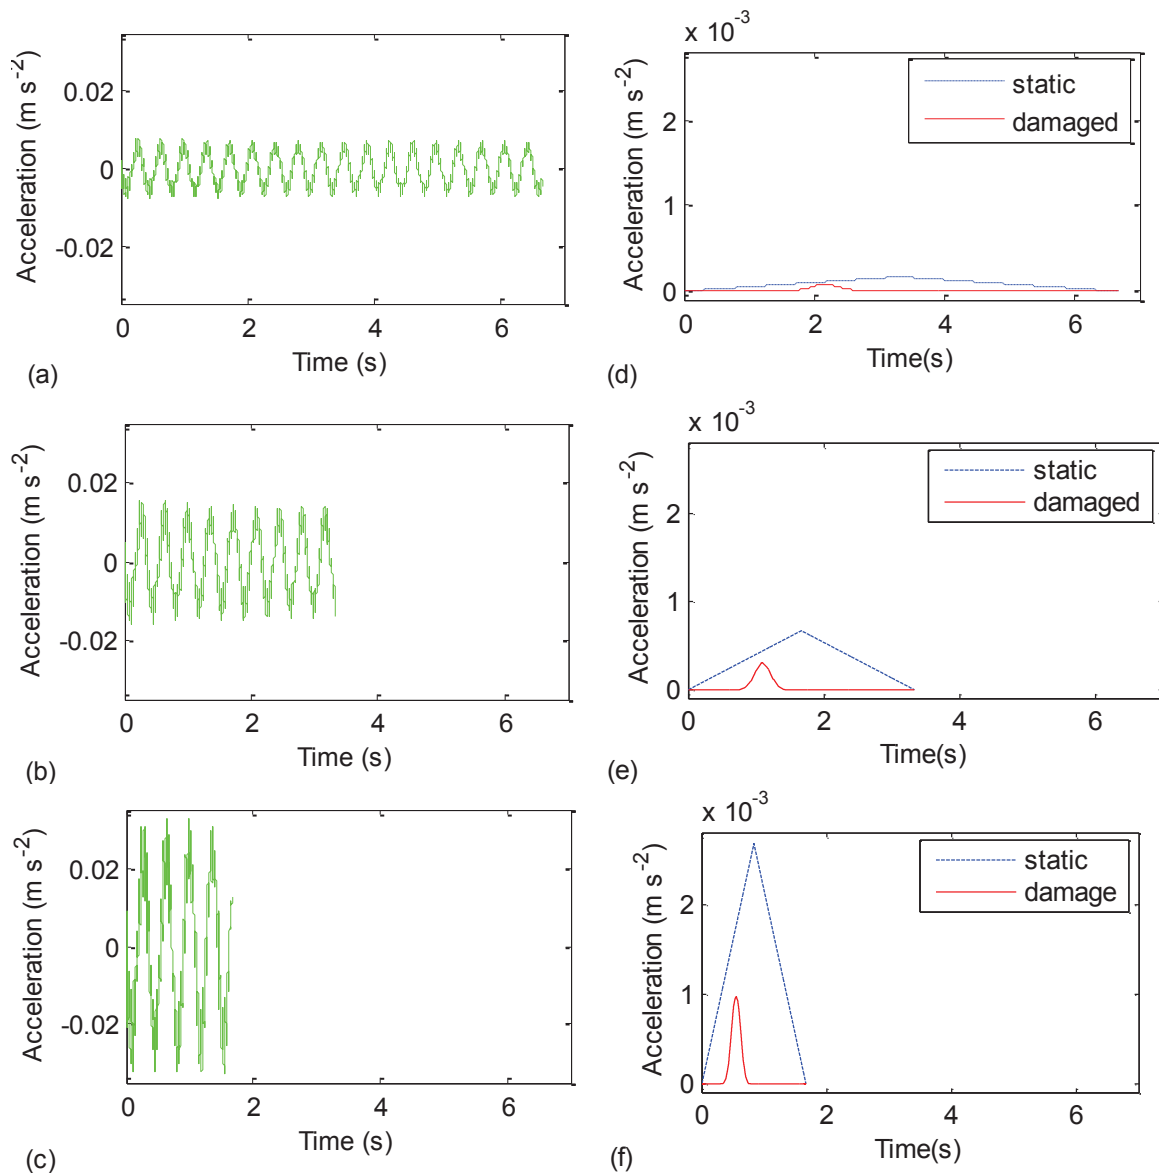 Acceleration (m s⁻²)
0.02
0
-0.02
0 2 4 6
Time (s)
(a)
x 10⁻³
Acceleration (m s⁻²)
2
1
0
static
damaged
0 2 4 6
Time(s)
(d)
Acceleration (m s⁻²)
0.02
0
-0.02
0 2 4 6
Time (s)
(b)
x 10⁻³
Acceleration (m s⁻²)
2
1
0
static
damaged
0 2 4 6
Time(s)
(e)
Acceleration (m s⁻²)
0.02
0
-0.02
0 2 4 6
Time (s)
(c)
x 10⁻³
Acceleration (m s⁻²)
2
1
0
static
damage
0 2 4 6
Time(s)
(f)